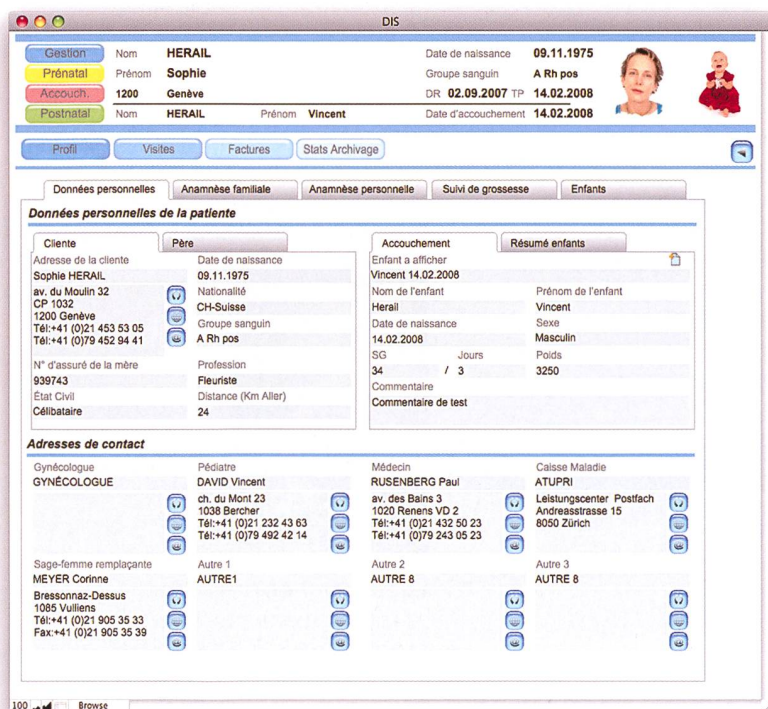 DIS
Gestion Nom HERAIL Date de naissance 09.11.1975
Prénatal Prénom Sophie Groupe sanguin A Rh pos
Accouch. 1200 Genève DR 02.09.2007 TP 14.02.2008
Postnatal Nom HERAIL Prénom Vincent Date d'accouchement 14.02.2008
Profil Visites Factures Stats Archivage
Données personnelles Anamnèse familiale Anamnèse personnelle Suivi de grossesse Enfants
Données personnelles de la patiente
Cliente Père
Adresse de la cliente Date de naissance
Sophie HERAIL 09.11.1975
av. du Moulin 32 Nationalité
CP 1032 CH-Suisse
1200 Genève Groupe sanguin
Tél:+41 (0)21 453 53 05 A Rh pos
Tél:+41 (0)79 452 94 41
N° d'assuré de la mère Profession
939743 Fleuriste
État Civil Distance (Km Aller)
Célibataire 24
Accouchement Résumé enfants
Enfant a afficher
Vincent 14.02.2008
Nom de l'enfant Prénom de l'enfant
Herail Vincent
Date de naissance Sexe
14.02.2008 Masculin
SG Jours Poids
34 / 3 3250
Commentaire
Commentaire de test
Adresses de contact
Gynécologue
GYNÉCOLOGUE
Pédiatre
DAVID Vincent
ch. du Mont 23
1038 Bercher
Tél:+41 (0)21 232 43 63
Tél:+41 (0)79 492 42 14
Médecin
RUSENBERG Paul
av. des Bains 3
1020 Renens VD 2
Tél:+41 (0)21 432 50 23
Tél:+41 (0)79 243 05 23
Caisse Maladie
ATUPRI
Leistungscenter Postfach
Andreasstrasse 15
8050 Zürich
Sage-femme remplaçante
MEYER Corinne
Bressonnaz-Dessus
1085 Vulliens
Tél:+41 (0)21 905 35 33
Fax:+41 (0)21 905 35 39
Autre 1
AUTRE1
Autre 2
AUTRE 8
Autre 3
AUTRE 8
100 Browse